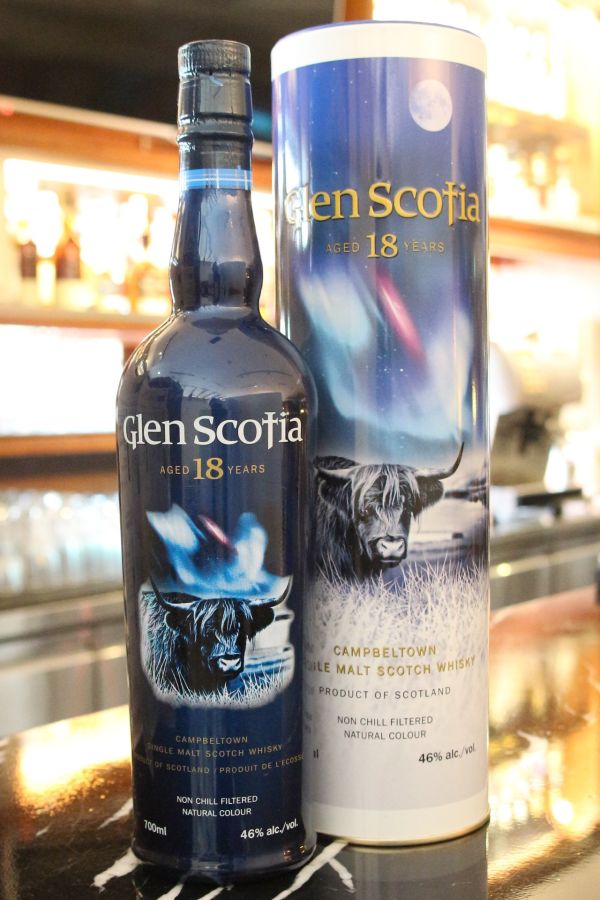 Glen Scotia
AGED 18 YEARS
CAMPBELTOWN
SINGLE MALT SCOTCH WHISKY
OF SCOTLAND / PRODUIT DE L'ECOSSE
NON CHILL FILTERED
NATURAL COLOUR
700ml 46% alc./vol.
Glen Scotia
AGED 18 YEARS
CAMPBELTOWN
MALT SCOTCH WHISKY
PRODUCT OF SCOTLAND
NON CHILL FILTERED
NATURAL COLOUR
46% alc./vol.